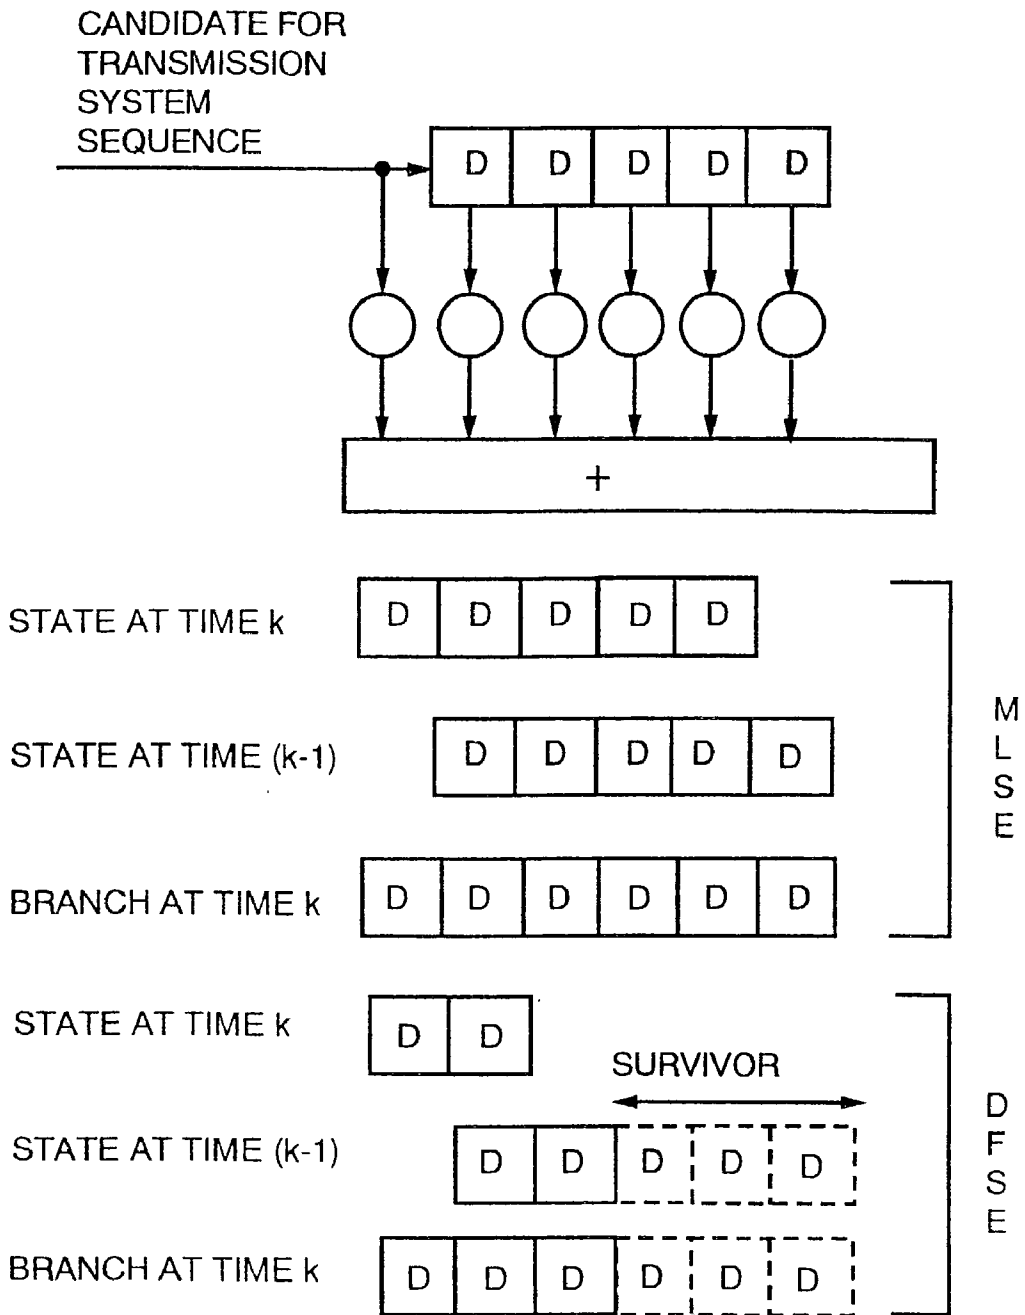 CANDIDATE FOR
TRANSMISSION
SYSTEM
SEQUENCE
D D D D D
+
STATE AT TIME k
D D D D D
STATE AT TIME (k-1)
D D D D D
BRANCH AT TIME k
D D D D D D
M
L
S
E
STATE AT TIME k
D D
SURVIVOR
STATE AT TIME (k-1)
D D D D D
BRANCH AT TIME k
D D D D D D
D
F
S
E